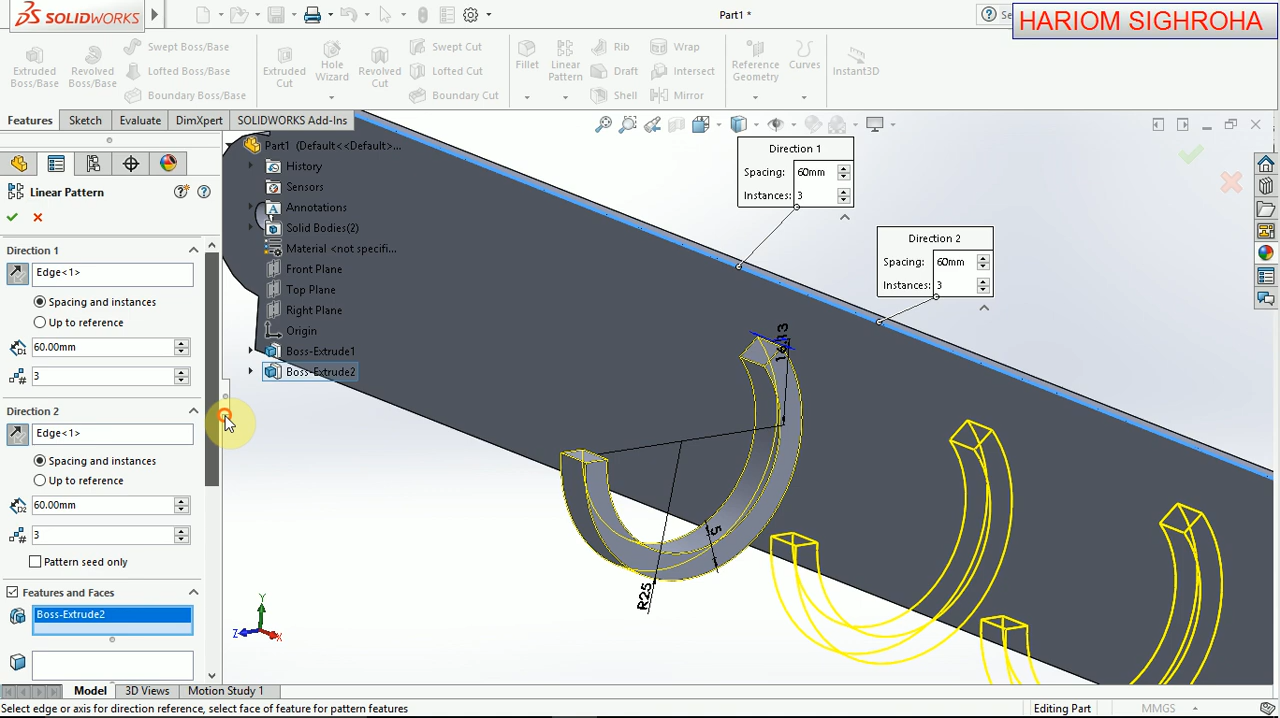 SOLIDWORKS
Part1 *
HARIOM SIGHROHA
Extruded Boss/Base
Revolved Boss/Base
Swept Boss/Base
Lofted Boss/Base
Boundary Boss/Base
Extruded Cut
Hole Wizard
Revolved Cut
Swept Cut
Lofted Cut
Boundary Cut
Fillet
Linear Pattern
Rib
Draft
Shell
Wrap
Intersect
Mirror
Reference Geometry
Curves
Instant3D
Features
Sketch
Evaluate
DimXpert
SOLIDWORKS Add-Ins
Linear Pattern
Direction 1
Edge<1>
Spacing and instances
Up to reference
60.00mm
3
Direction 2
Edge<1>
Spacing and instances
Up to reference
60.00mm
3
Pattern seed only
Features and Faces
Boss-Extrude2
Part1 (Default<<Default>...
History
Sensors
Annotations
Solid Bodies(2)
Material <not specifi...
Front Plane
Top Plane
Right Plane
Origin
Boss-Extrude1
Boss-Extrude2
Direction 1
Spacing: 60mm
Instances: 3
Direction 2
Spacing: 60mm
Instances: 3
5
R25
Y
Z
X
Model
3D Views
Motion Study 1
Select edge or axis for direction reference, select face of feature for pattern features
Editing Part
MMGS